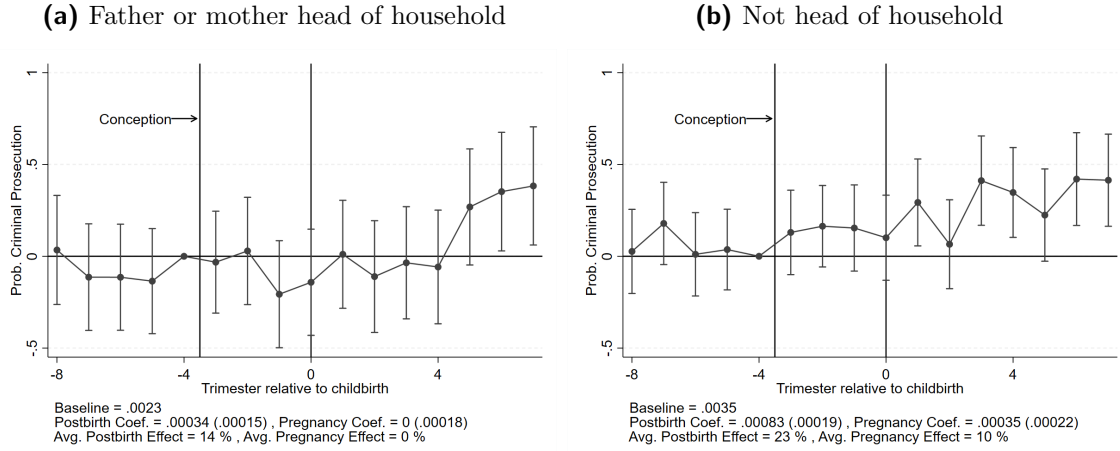 (a) Father or mother head of household
Prob. Criminal Prosecution
1
.5
0
-.5
Conception
-8
-4
0
4
Trimester relative to childbirth
Baseline = .0023
Postbirth Coef. = .00034 (.00015) , Pregnancy Coef. = 0 (.00018)
Avg. Postbirth Effect = 14 % , Avg. Pregnancy Effect = 0 %
(b) Not head of household
Prob. Criminal Prosecution
1
.5
0
-.5
Conception
-8
-4
0
4
Trimester relative to childbirth
Baseline = .0035
Postbirth Coef. = .00083 (.00019) , Pregnancy Coef. = .00035 (.00022)
Avg. Postbirth Effect = 23 % , Avg. Pregnancy Effect = 10 %